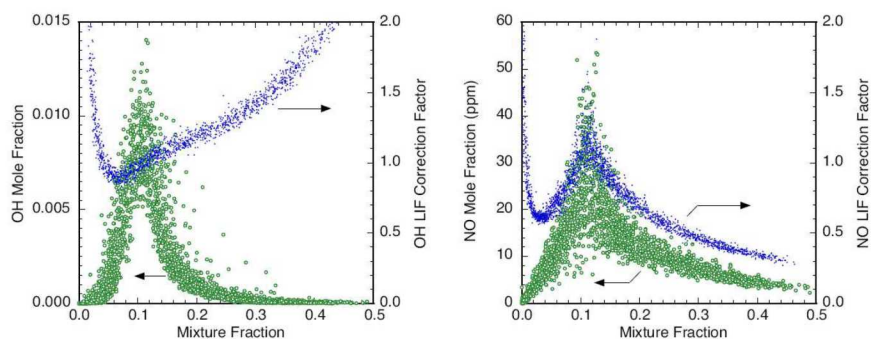 0.015
0.010
0.005
0.000
OH Mole Fraction
2.0
1.5
1.0
0.5
0.0
OH LIF Correction Factor
0.0 0.1 0.2 0.3 0.4 0.5
Mixture Fraction
60
50
40
30
20
10
0
NO Mole Fraction (ppm)
2.0
1.5
1.0
0.5
0.0
NO LIF Correction Factor
0.0 0.1 0.2 0.3 0.4 0.5
Mixture Fraction